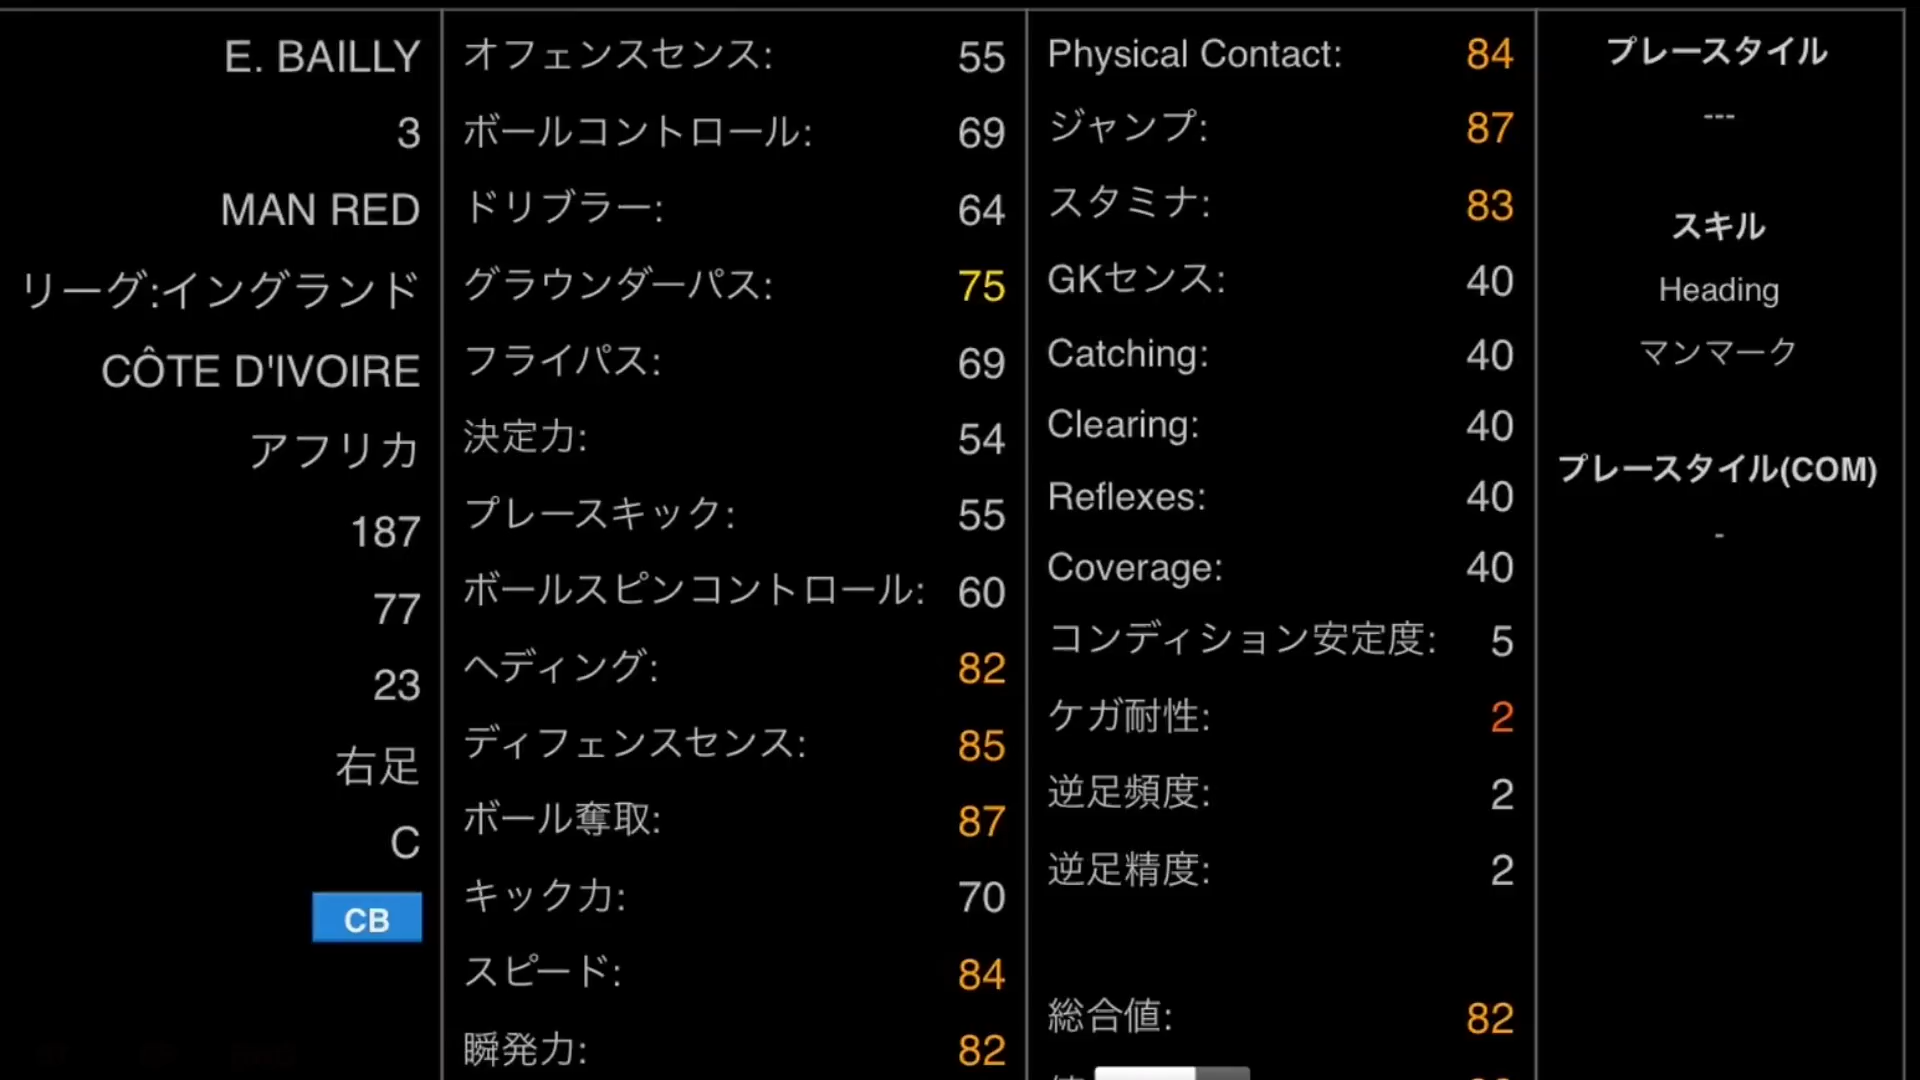 E. BAILLY
3
MAN RED
リーグ:イングランド
CÔTE D'IVOIRE
アフリカ
187
77
23
右足
C
CB
オフェンスセンス: 55
ボールコントロール: 69
ドリブラー: 64
グラウンダーパス: 75
フライパス: 69
決定力: 54
プレースキック: 55
ボールスピンコントロール: 60
ヘディング: 82
ディフェンスセンス: 85
ボール奪取: 87
キック力: 70
スピード: 84
瞬発力: 82
Physical Contact: 84
ジャンプ: 87
スタミナ: 83
GKセンス: 40
Catching: 40
Clearing: 40
Reflexes: 40
Coverage: 40
コンディション安定度: 5
ケガ耐性: 2
逆足頻度: 2
逆足精度: 2
総合値: 82
プレースタイル
---
スキル
Heading
マンマーク
プレースタイル(COM)
-